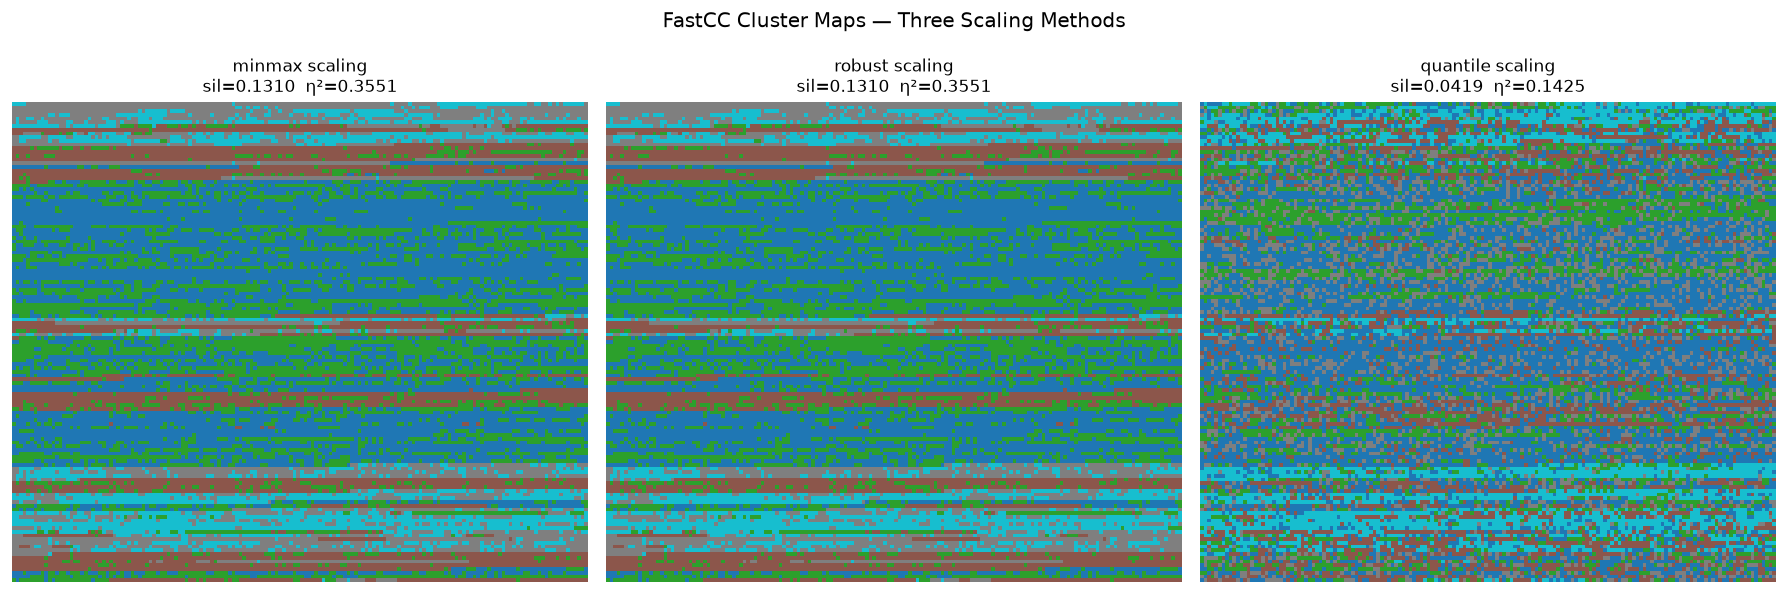 FastCC Cluster Maps — Three Scaling Methods
minmax scaling
sil=0.1310 η²=0.3551
robust scaling
sil=0.1310 η²=0.3551
quantile scaling
sil=0.0419 η²=0.1425